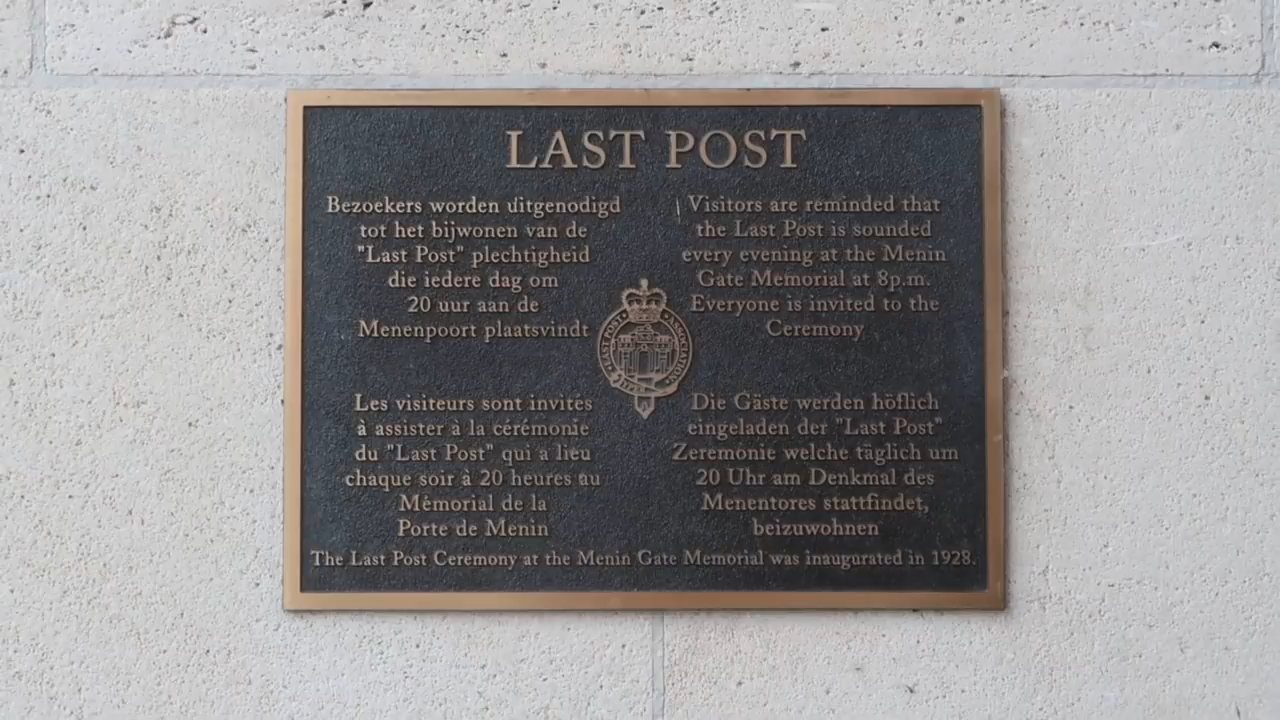 LAST POST
Bezoekers worden uitgenodigd
tot het bijwonen van de
"Last Post" plechtigheid
die iedere dag om
20 uur aan de
Menenpoort plaatsvindt
Visitors are reminded that
the Last Post is sounded
every evening at the Menin
Gate Memorial at 8p.m.
Everyone is invited to the
Ceremony
LAST POST ASSOCIATION
Les visiteurs sont invités
à assister à la cérémonie
du "Last Post" qui a lieu
chaque soir à 20 heures au
Mémorial de la
Porte de Menin
Die Gäste werden höflich
eingeladen der "Last Post"
Zeremonie welche täglich um
20 Uhr am Denkmal des
Menentores stattfindet,
beizuwohnen
The Last Post Ceremony at the Menin Gate Memorial was inaugurated in 1928.